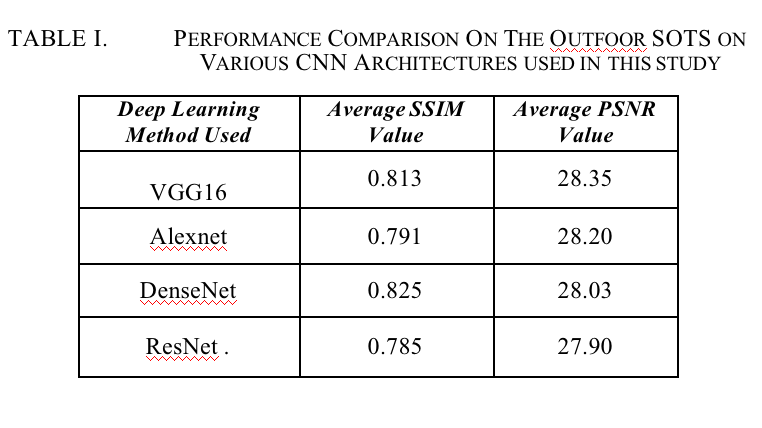 TABLE I. PERFORMANCE COMPARISON ON THE OUTFOOR SOTS ON
VARIOUS CNN ARCHITECTURES USED IN THIS STUDY
Deep Learning Method Used
Average SSIM Value
Average PSNR Value
VGG16 0.813 28.35
Alexnet 0.791 28.20
DenseNet 0.825 28.03
ResNet . 0.785 27.90